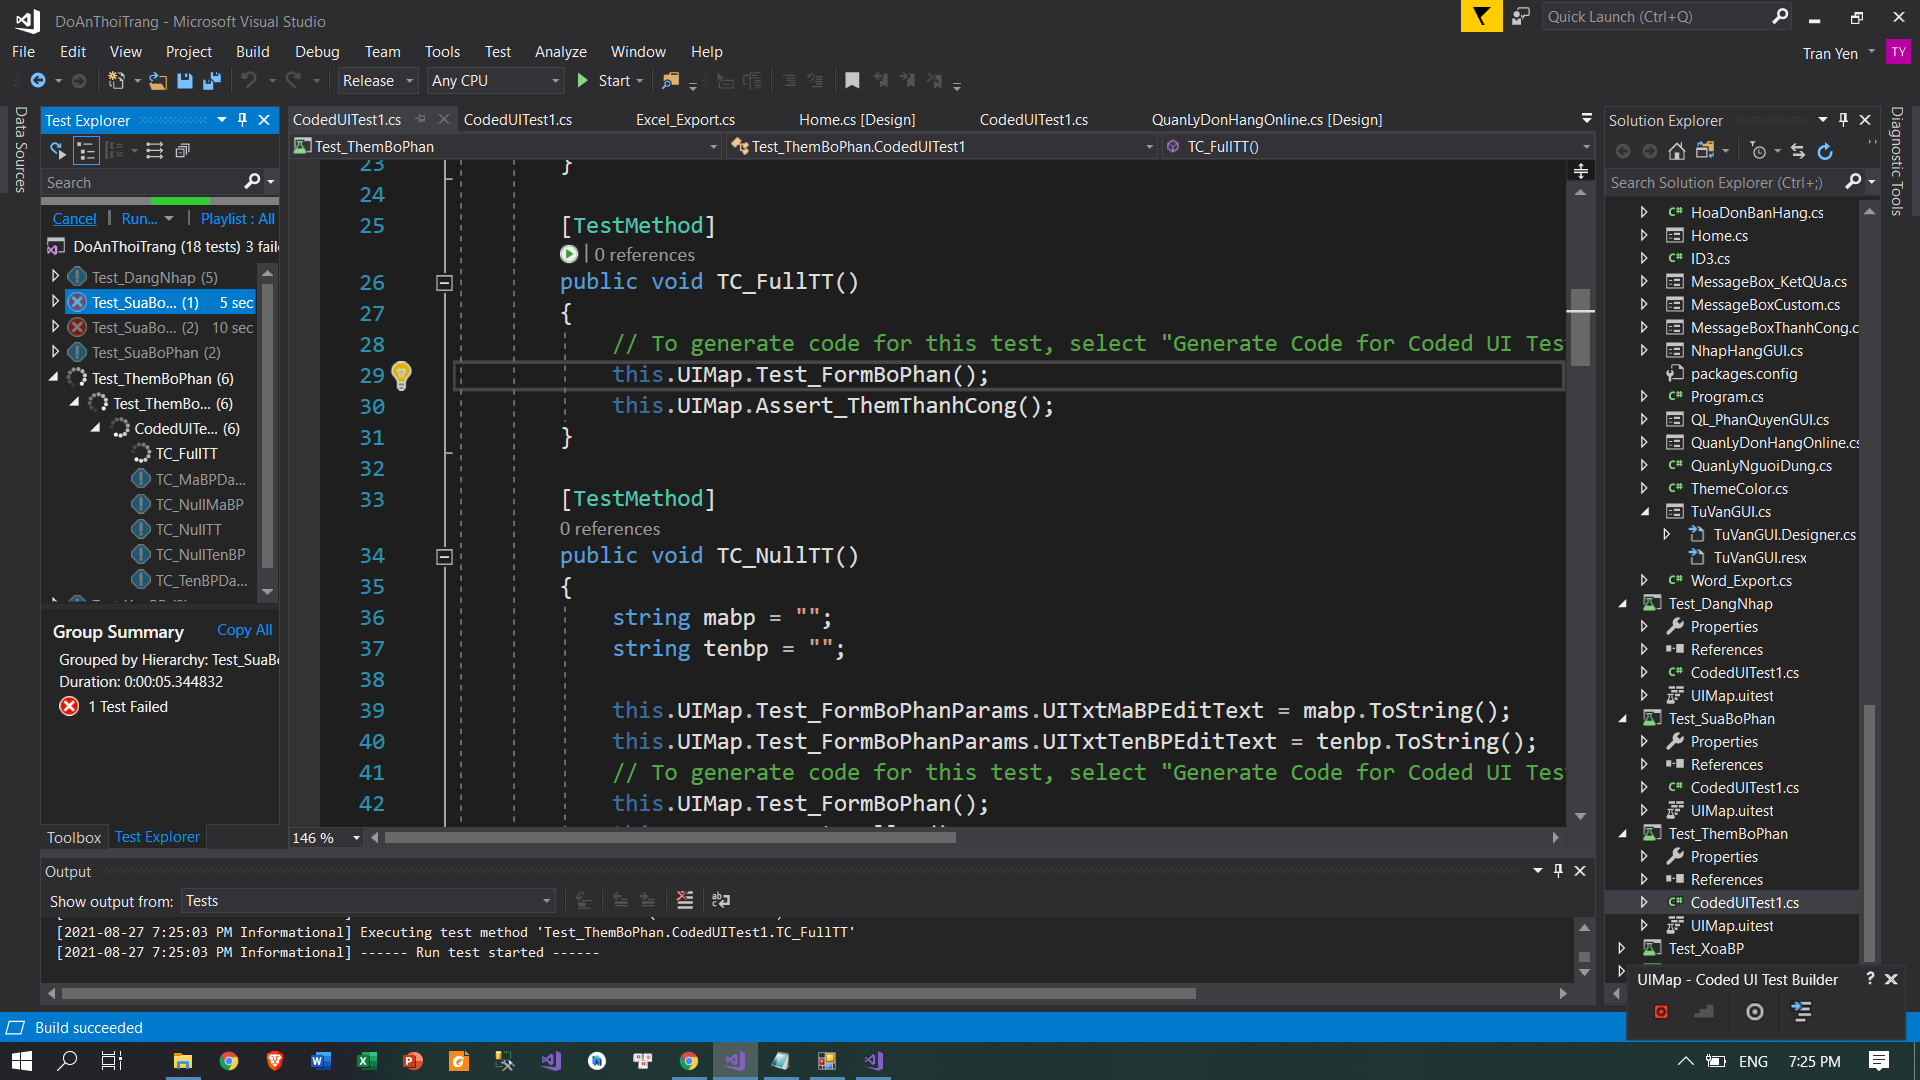 DoAnThoiTrang - Microsoft Visual Studio
Quick Launch (Ctrl+Q)
File Edit View Project Build Debug Team Tools Test Analyze Window Help
Tran Yen
TY
Release
Any CPU
Start
Data Sources
Test Explorer
Search
Cancel
Run...
Playlist : All
DoAnThoiTrang (18 tests) 3 fail
Test_DangNhap (5)
Test_SuaBo... (1) 5 sec
Test_SuaBo... (2) 10 sec
Test_SuaBoPhan (2)
Test_ThemBoPhan (6)
Test_ThemBo... (6)
CodedUITe... (6)
TC_FullTT
TC_MaBPDa...
TC_NullMaBP
TC_NullTT
TC_NullTenBP
TC_TenBPDa...
Group Summary
Copy All
Grouped by Hierarchy: Test_SuaB
Duration: 0:00:05.344832
1 Test Failed
Toolbox
Test Explorer
CodedUITest1.cs
CodedUITest1.cs
Excel_Export.cs
Home.cs [Design]
CodedUITest1.cs
QuanLyDonHangOnline.cs [Design]
Test_ThemBoPhan
Test_ThemBoPhan.CodedUITest1
TC_FullTT()
23 }
24
25 [TestMethod]
0 references
26 public void TC_FullTT()
27 {
28 // To generate code for this test, select "Generate Code for Coded UI Tes
29 this.UIMap.Test_FormBoPhan();
30 this.UIMap.Assert_ThemThanhCong();
31 }
32
33 [TestMethod]
0 references
34 public void TC_NullTT()
35 {
36 string mabp = "";
37 string tenbp = "";
38
39 this.UIMap.Test_FormBoPhanParams.UITxtMaBPEditText = mabp.ToString();
40 this.UIMap.Test_FormBoPhanParams.UITxtTenBPEditText = tenbp.ToString();
41 // To generate code for this test, select "Generate Code for Coded UI Tes
42 this.UIMap.Test_FormBoPhan();
146 %
Output
Show output from: Tests
[2021-08-27 7:25:03 PM Informational] Executing test method 'Test_ThemBoPhan.CodedUITest1.TC_FullTT'
[2021-08-27 7:25:03 PM Informational] ------ Run test started ------
Solution Explorer
Search Solution Explorer (Ctrl+;)
HoaDonBanHang.cs
Home.cs
ID3.cs
MessageBox_KetQUa.cs
MessageBoxCustom.cs
MessageBoxThanhCong.c
NhapHangGUI.cs
packages.config
Program.cs
QL_PhanQuyenGUI.cs
QuanLyDonHangOnline.cs
QuanLyNguoiDung.cs
ThemeColor.cs
TuVanGUI.cs
TuVanGUI.Designer.cs
TuVanGUI.resx
Word_Export.cs
Test_DangNhap
Properties
References
CodedUITest1.cs
UIMap.uitest
Test_SuaBoPhan
Properties
References
CodedUITest1.cs
UIMap.uitest
Test_ThemBoPhan
Properties
References
CodedUITest1.cs
UIMap.uitest
Test_XoaBP
Diagnostic Tools
UIMap - Coded UI Test Builder
Build succeeded
ENG
7:25 PM